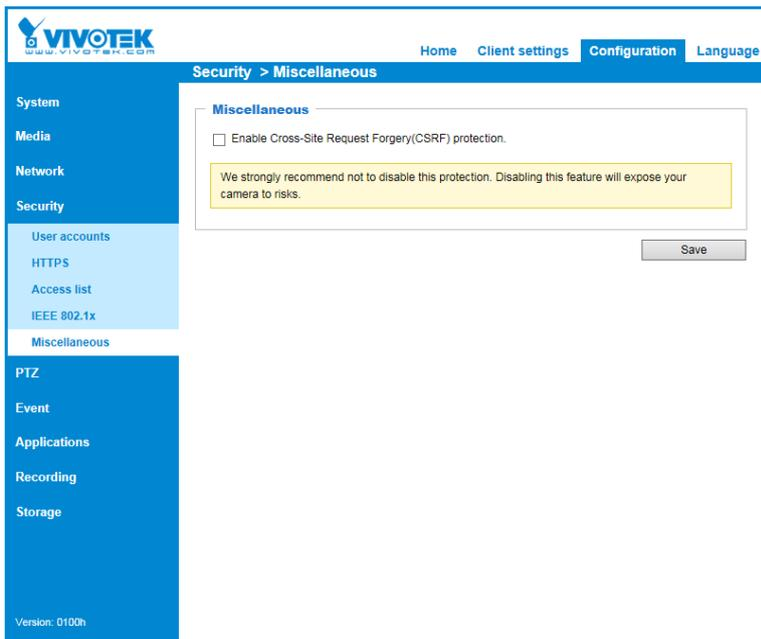 VIVOTEK
www.vivotek.com
Home Client settings Configuration Language
Security > Miscellaneous
System
Media
Network
Security
User accounts
HTTPS
Access list
IEEE 802.1x
Miscellaneous
PTZ
Event
Applications
Recording
Storage
Version: 0100h
Miscellaneous
Enable Cross-Site Request Forgery(CSRF) protection.
We strongly recommend not to disable this protection. Disabling this feature will expose your
camera to risks.
Save